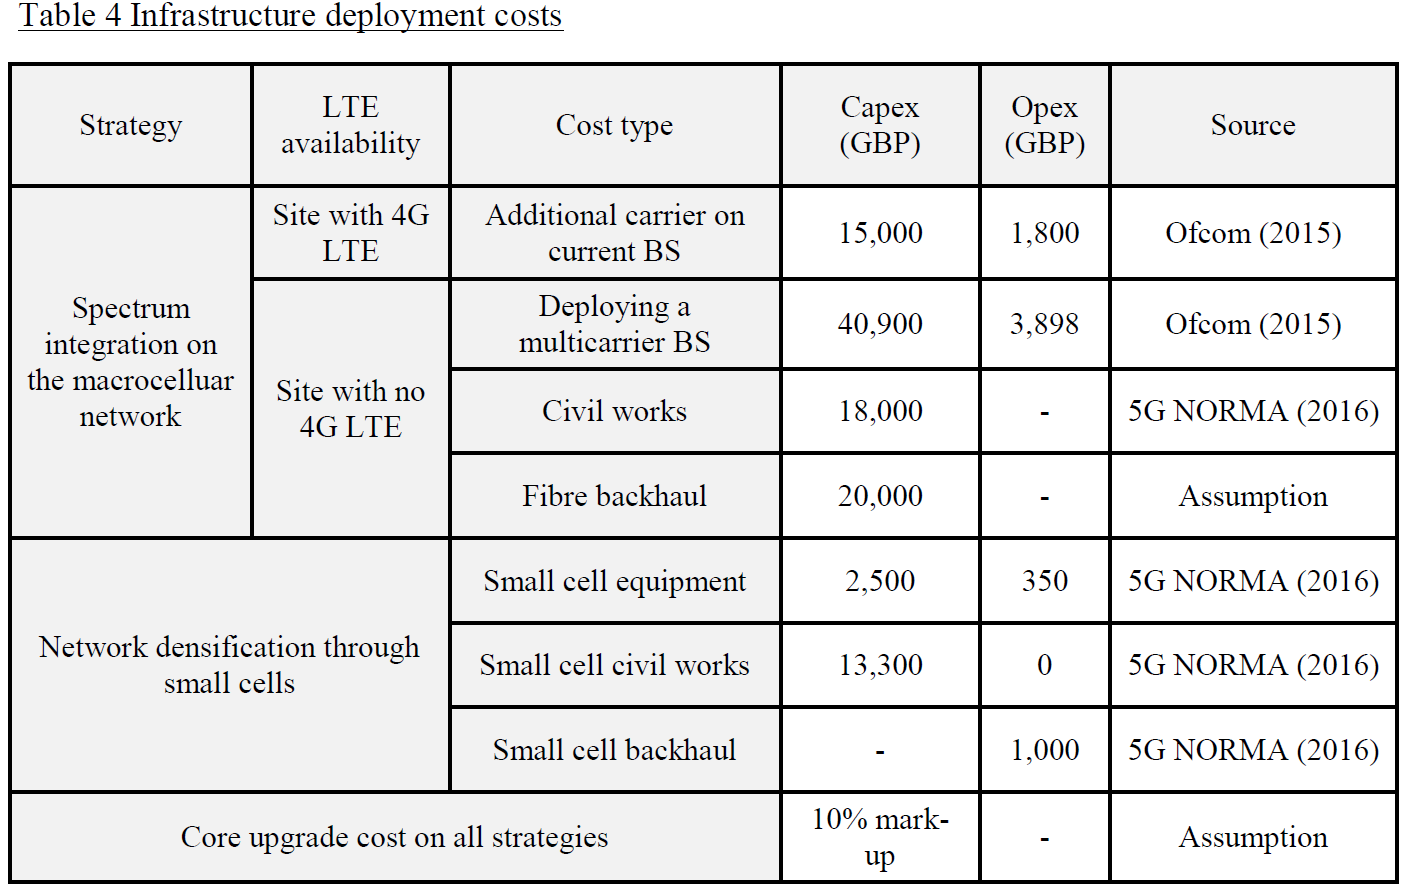 Table 4 Infrastructure deployment costs
Strategy
LTE
availability
Cost type
Capex
(GBP)
Opex
(GBP)
Source
Spectrum
integration on
the macrocelluar
network
Site with 4G
LTE
Additional carrier on
current BS
15,000
1,800
Ofcom (2015)
Site with no
4G LTE
Deploying a
multicarrier BS
40,900
3,898
Ofcom (2015)
Civil works
18,000
-
5G NORMA (2016)
Fibre backhaul
20,000
-
Assumption
Network densification through
small cells
Small cell equipment
2,500
350
5G NORMA (2016)
Small cell civil works
13,300
0
5G NORMA (2016)
Small cell backhaul
-
1,000
5G NORMA (2016)
Core upgrade cost on all strategies
10% mark-
up
-
Assumption